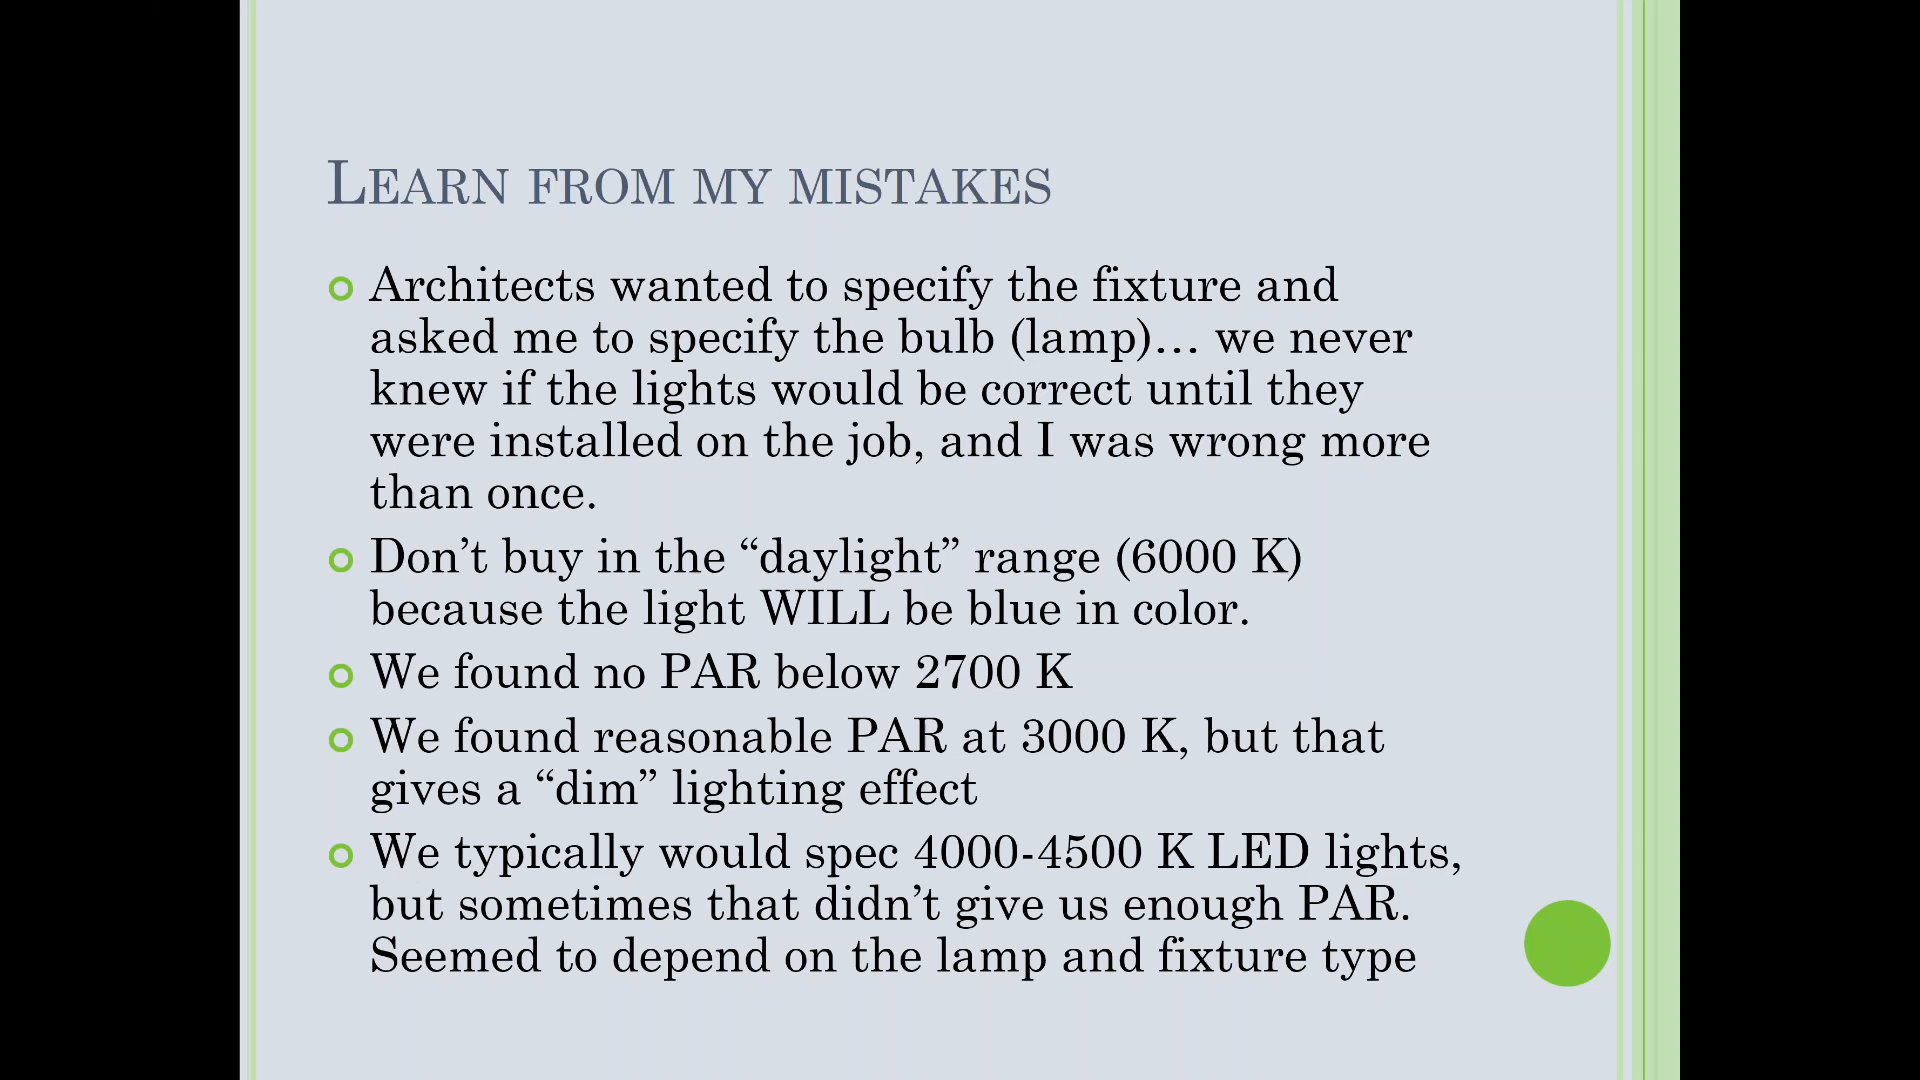 LEARN FROM MY MISTAKES
Architects wanted to specify the fixture and
asked me to specify the bulb (lamp)… we never
knew if the lights would be correct until they
were installed on the job, and I was wrong more
than once.
Don’t buy in the “daylight” range (6000 K)
because the light WILL be blue in color.
We found no PAR below 2700 K
We found reasonable PAR at 3000 K, but that
gives a “dim” lighting effect
We typically would spec 4000-4500 K LED lights,
but sometimes that didn’t give us enough PAR.
Seemed to depend on the lamp and fixture type